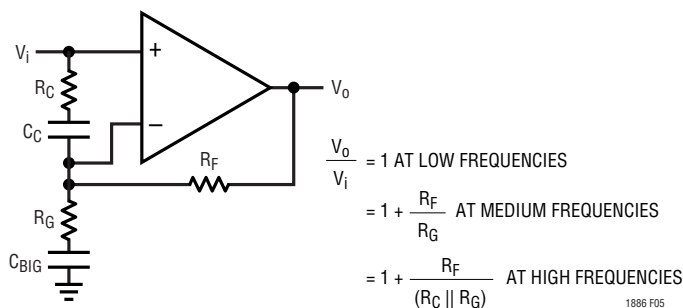 Vi
+
Vo
RC
CC
−
RF
Vo
Vi
= 1 AT LOW FREQUENCIES
RG
= 1 + RF
RG
AT MEDIUM FREQUENCIES
CBIG
= 1 + RF
(RC || RG)
AT HIGH FREQUENCIES
1886 F05